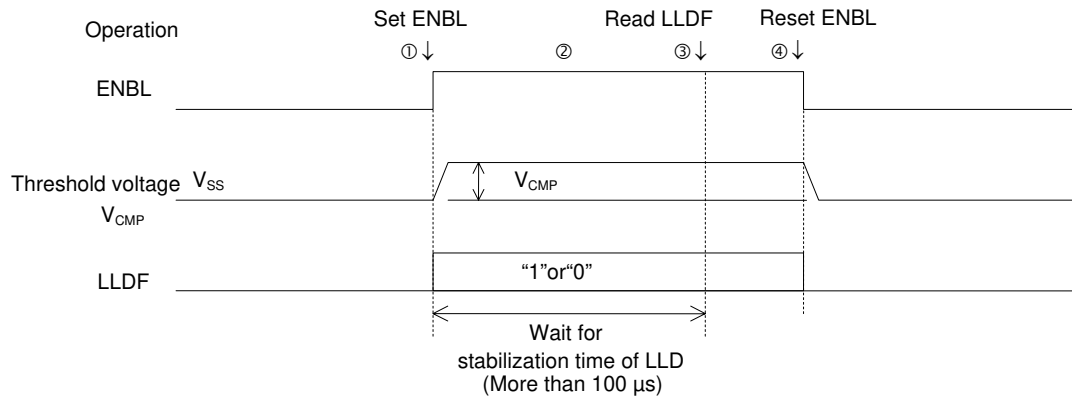 Operation
Set ENBL
Read LLDF
Reset ENBL
① ↓
②
③ ↓
④ ↓
ENBL
Threshold voltage VSS
VCMP
VCMP
LLDF
“1”or“0”
Wait for
stabilization time of LLD
(More than 100 µs)